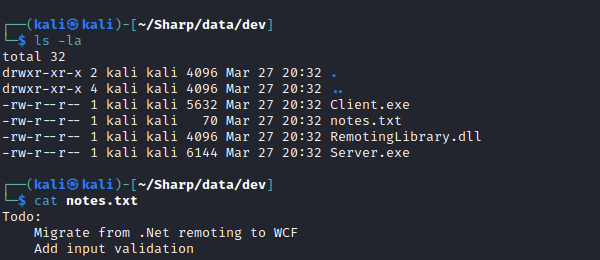 ┌──(kali㉿kali)-[~/Sharp/data/dev]
└─$ ls -la
total 32
drwxr-xr-x 2 kali kali 4096 Mar 27 20:32 .
drwxr-xr-x 4 kali kali 4096 Mar 27 20:32 ..
-rw-r--r-- 1 kali kali 5632 Mar 27 20:32 Client.exe
-rw-r--r-- 1 kali kali   70 Mar 27 20:32 notes.txt
-rw-r--r-- 1 kali kali 4096 Mar 27 20:32 RemotingLibrary.dll
-rw-r--r-- 1 kali kali 6144 Mar 27 20:32 Server.exe
┌──(kali㉿kali)-[~/Sharp/data/dev]
└─$ cat notes.txt
Todo:
    Migrate from .Net remoting to WCF
    Add input validation